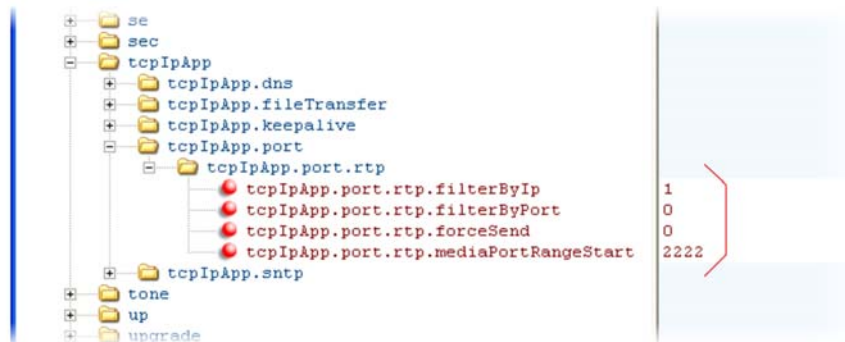 se
sec
tcpIpApp
tcpIpApp.dns
tcpIpApp.fileTransfer
tcpIpApp.keepalive
tcpIpApp.port
tcpIpApp.port.rtp
tcpIpApp.port.rtp.filterByIp 1
tcpIpApp.port.rtp.filterByPort 0
tcpIpApp.port.rtp.forceSend 0
tcpIpApp.port.rtp.mediaPortRangeStart 2222
tcpIpApp.sntp
tone
up
upgrade